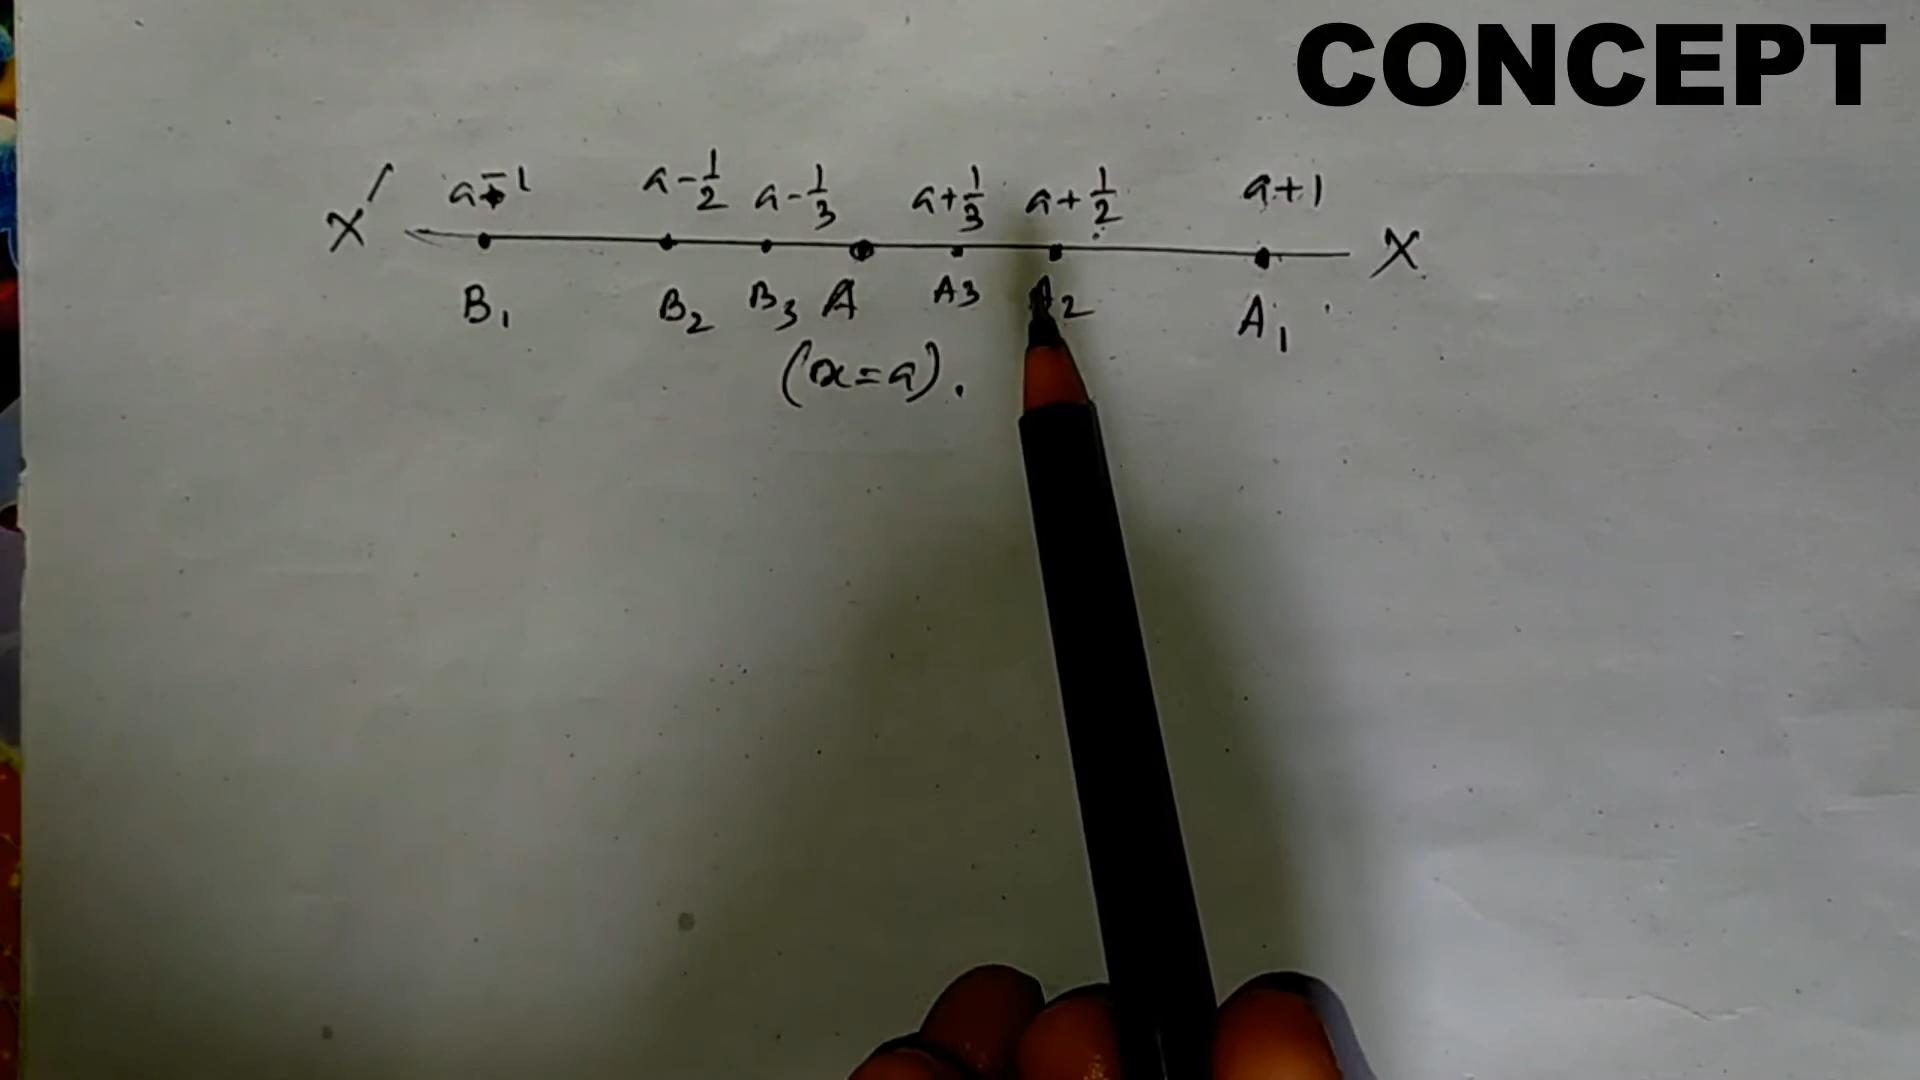 CONCEPT
a-1 a-1/2 a-1/3 a+1/3 a+1/2 a+1
X' X
B1 B2 B3 A A3 A2 A1
(x=a).